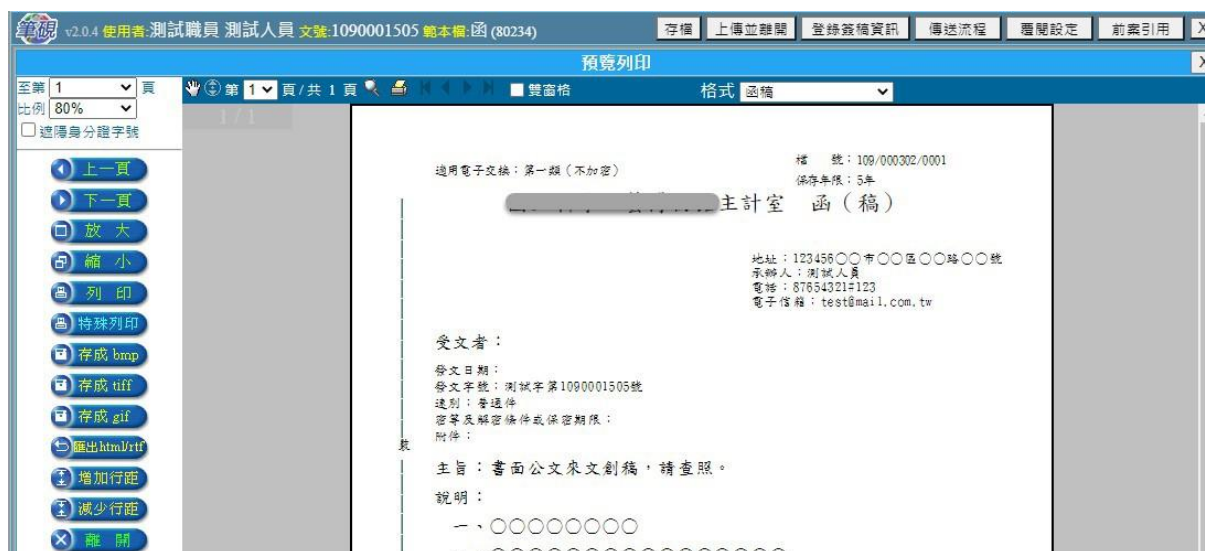 筆硯 v2.0.4 使用者:測試職員 測試人員 文號:1090001505 範本檔:函 (80234)
存檔 上傳並離開 登錄簽稿資訊 傳送流程 覆閱設定 前案引用 X
預覽列印 X
至第 1 頁
比例 80%
遮隱身分證字號
第 1 頁/共 1 頁 雙窗格 格式 函稿
1 / 1
上一頁
下一頁
放 大
縮 小
列 印
特殊列印
存成 bmp
存成 tiff
存成 gif
匯出html/rtf
增加行距
減少行距
離 開
檔 號:109/000302/0001
適用電子交換:第一類(不加密)
保存年限:5年
主計室 函(稿)
地址:123456○○市○○區○○路○○號
承辦人:測試人員
電話:87654321#123
電子信箱:test@mail.com.tw
受文者:
發文日期:
發文字號:測試字第1090001505號
速別:普通件
密等及解密條件或保密期限:
附件:
裝
主旨:書面公文來文創稿,請查照。
說明:
一、○○○○○○○○